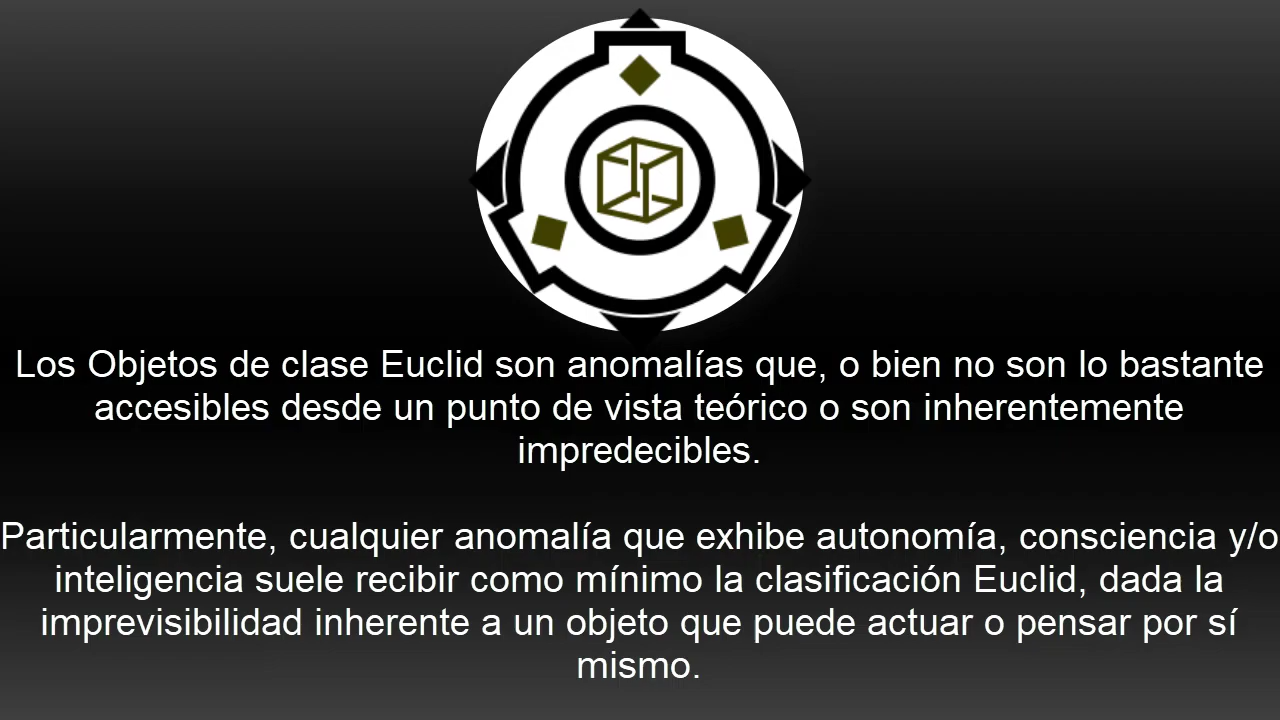 Los Objetos de clase Euclid son anomalías que, o bien no son lo bastante
accesibles desde un punto de vista teórico o son inherentemente
impredecibles.
Particularmente, cualquier anomalía que exhibe autonomía, consciencia y/o
inteligencia suele recibir como mínimo la clasificación Euclid, dada la
imprevisibilidad inherente a un objeto que puede actuar o pensar por sí
mismo.